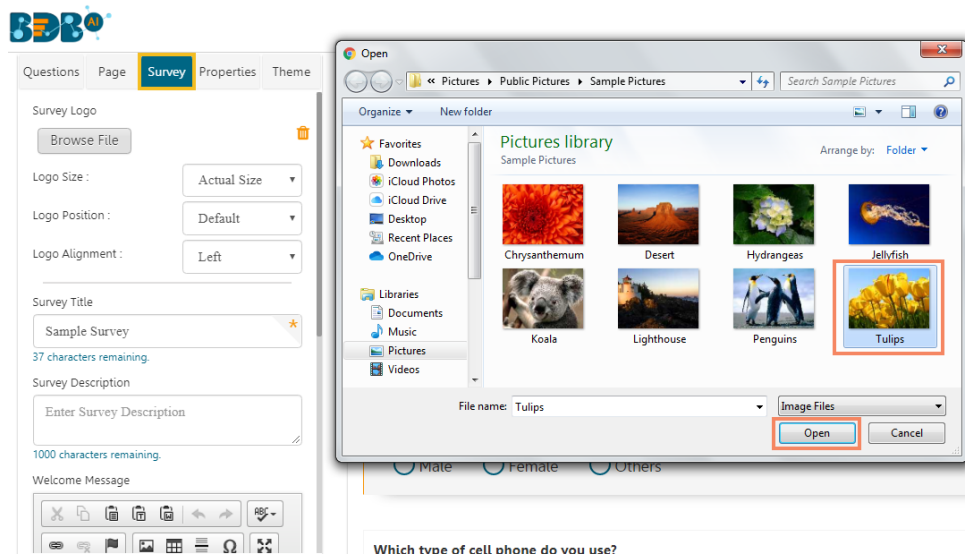 BDB AI
Questions Page Survey Properties Theme
Survey Logo
Browse File
Logo Size : Actual Size
Logo Position : Default
Logo Alignment : Left
Survey Title
Sample Survey *
37 characters remaining.
Survey Description
Enter Survey Description
1000 characters remaining.
Welcome Message
ABC
Ω
Open
« Pictures Public Pictures Sample Pictures Search Sample Pictures
Organize New folder
Favorites
Downloads
iCloud Photos
iCloud Drive
Desktop
Recent Places
OneDrive
Libraries
Documents
Music
Pictures
Videos
Pictures library
Sample Pictures
Arrange by: Folder
Chrysanthemum Desert Hydrangeas Jellyfish
Koala Lighthouse Penguins Tulips
File name: Tulips Image Files
Open Cancel
Male Female Others
Which type of cell phone do you use?